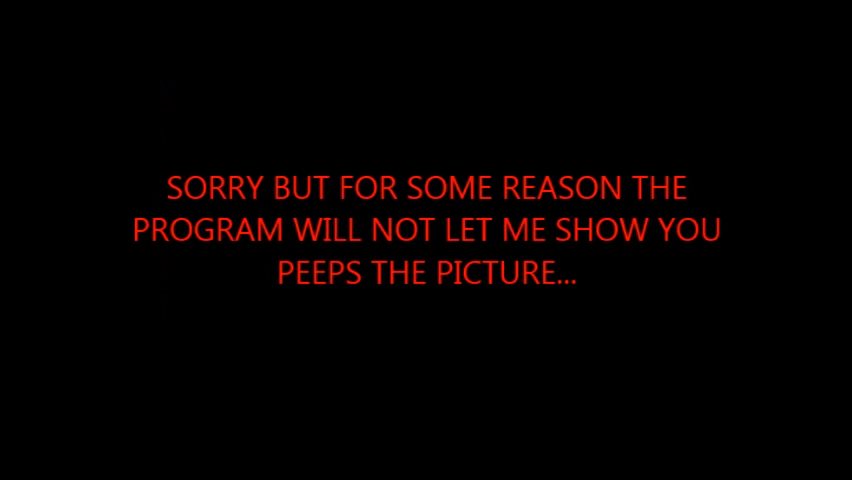 SORRY BUT FOR SOME REASON THE
PROGRAM WILL NOT LET ME SHOW YOU
PEEPS THE PICTURE...